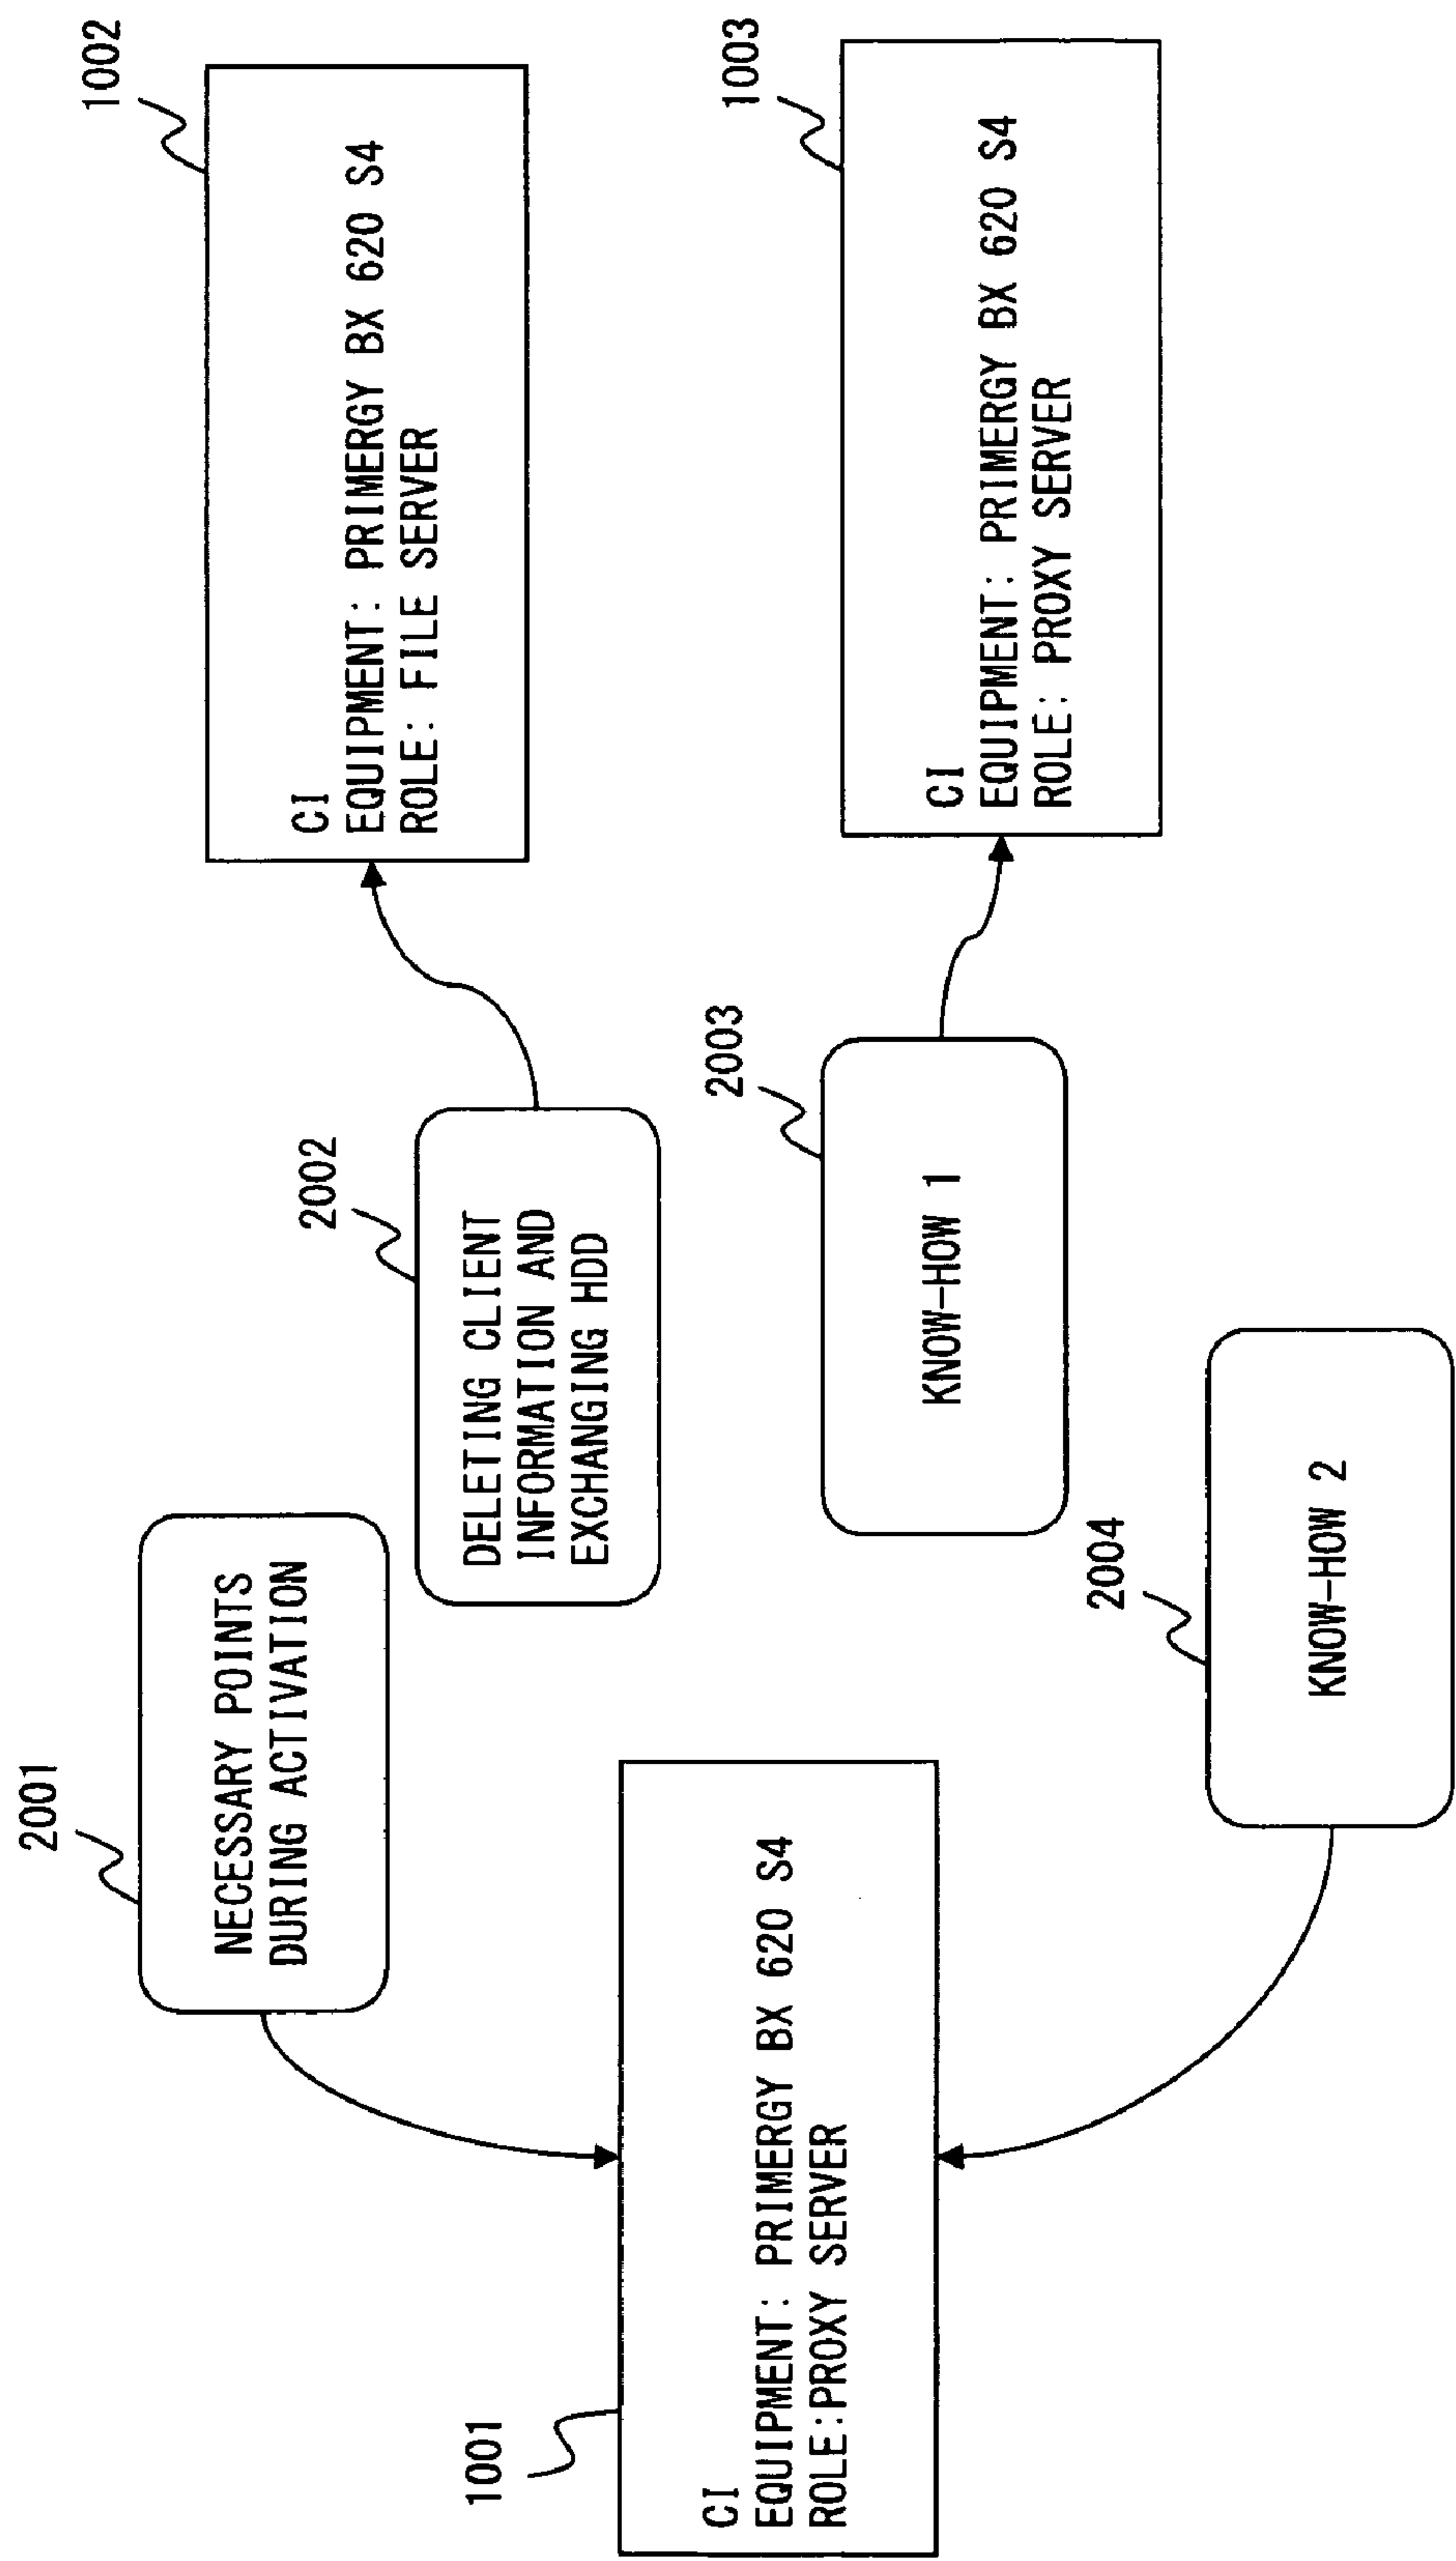 2001
NECESSARY POINTS
DURING ACTIVATION
2002
DELETING CLIENT
INFORMATION AND
EXCHANGING HDD
1002
CI
EQUIPMENT: PRIMERGY BX 620 S4
ROLE: FILE SERVER
1001
CI
EQUIPMENT: PRIMERGY BX 620 S4
ROLE:PROXY SERVER
2003
KNOW-HOW 1
1003
CI
EQUIPMENT: PRIMERGY BX 620 S4
ROLE: PROXY SERVER
2004
KNOW-HOW 2